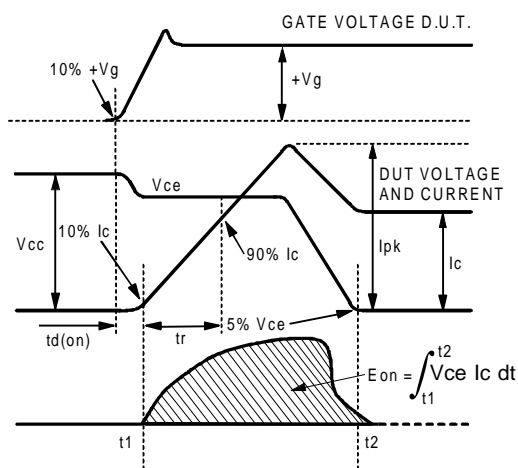 GATE VOLTAGE D.U.T.
10% +Vg
+Vg
Vce
DUT VOLTAGE
AND CURRENT
Vcc
10% Ic
90% Ic
Ipk
Ic
td(on)
tr
5% Vce
Eon = ∫ Vce Ic dt
t2
t1
t1
t2